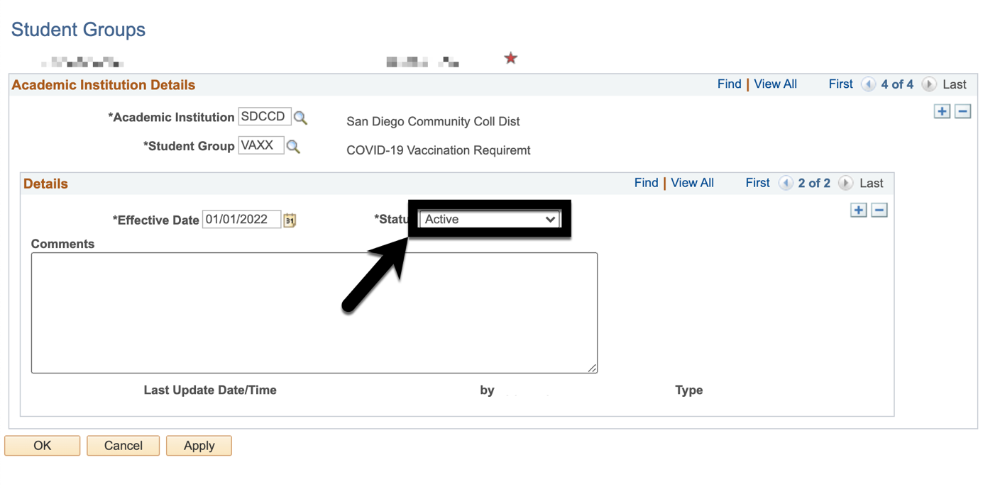 Student Groups
Academic Institution Details Find | View All First 4 of 4 Last
*Academic Institution SDCCD San Diego Community Coll Dist
*Student Group VAXX COVID-19 Vaccination Requiremt
Details Find | View All First 2 of 2 Last
*Effective Date 01/01/2022 31 *Statu Active
Comments
Last Update Date/Time by Type
OK Cancel Apply